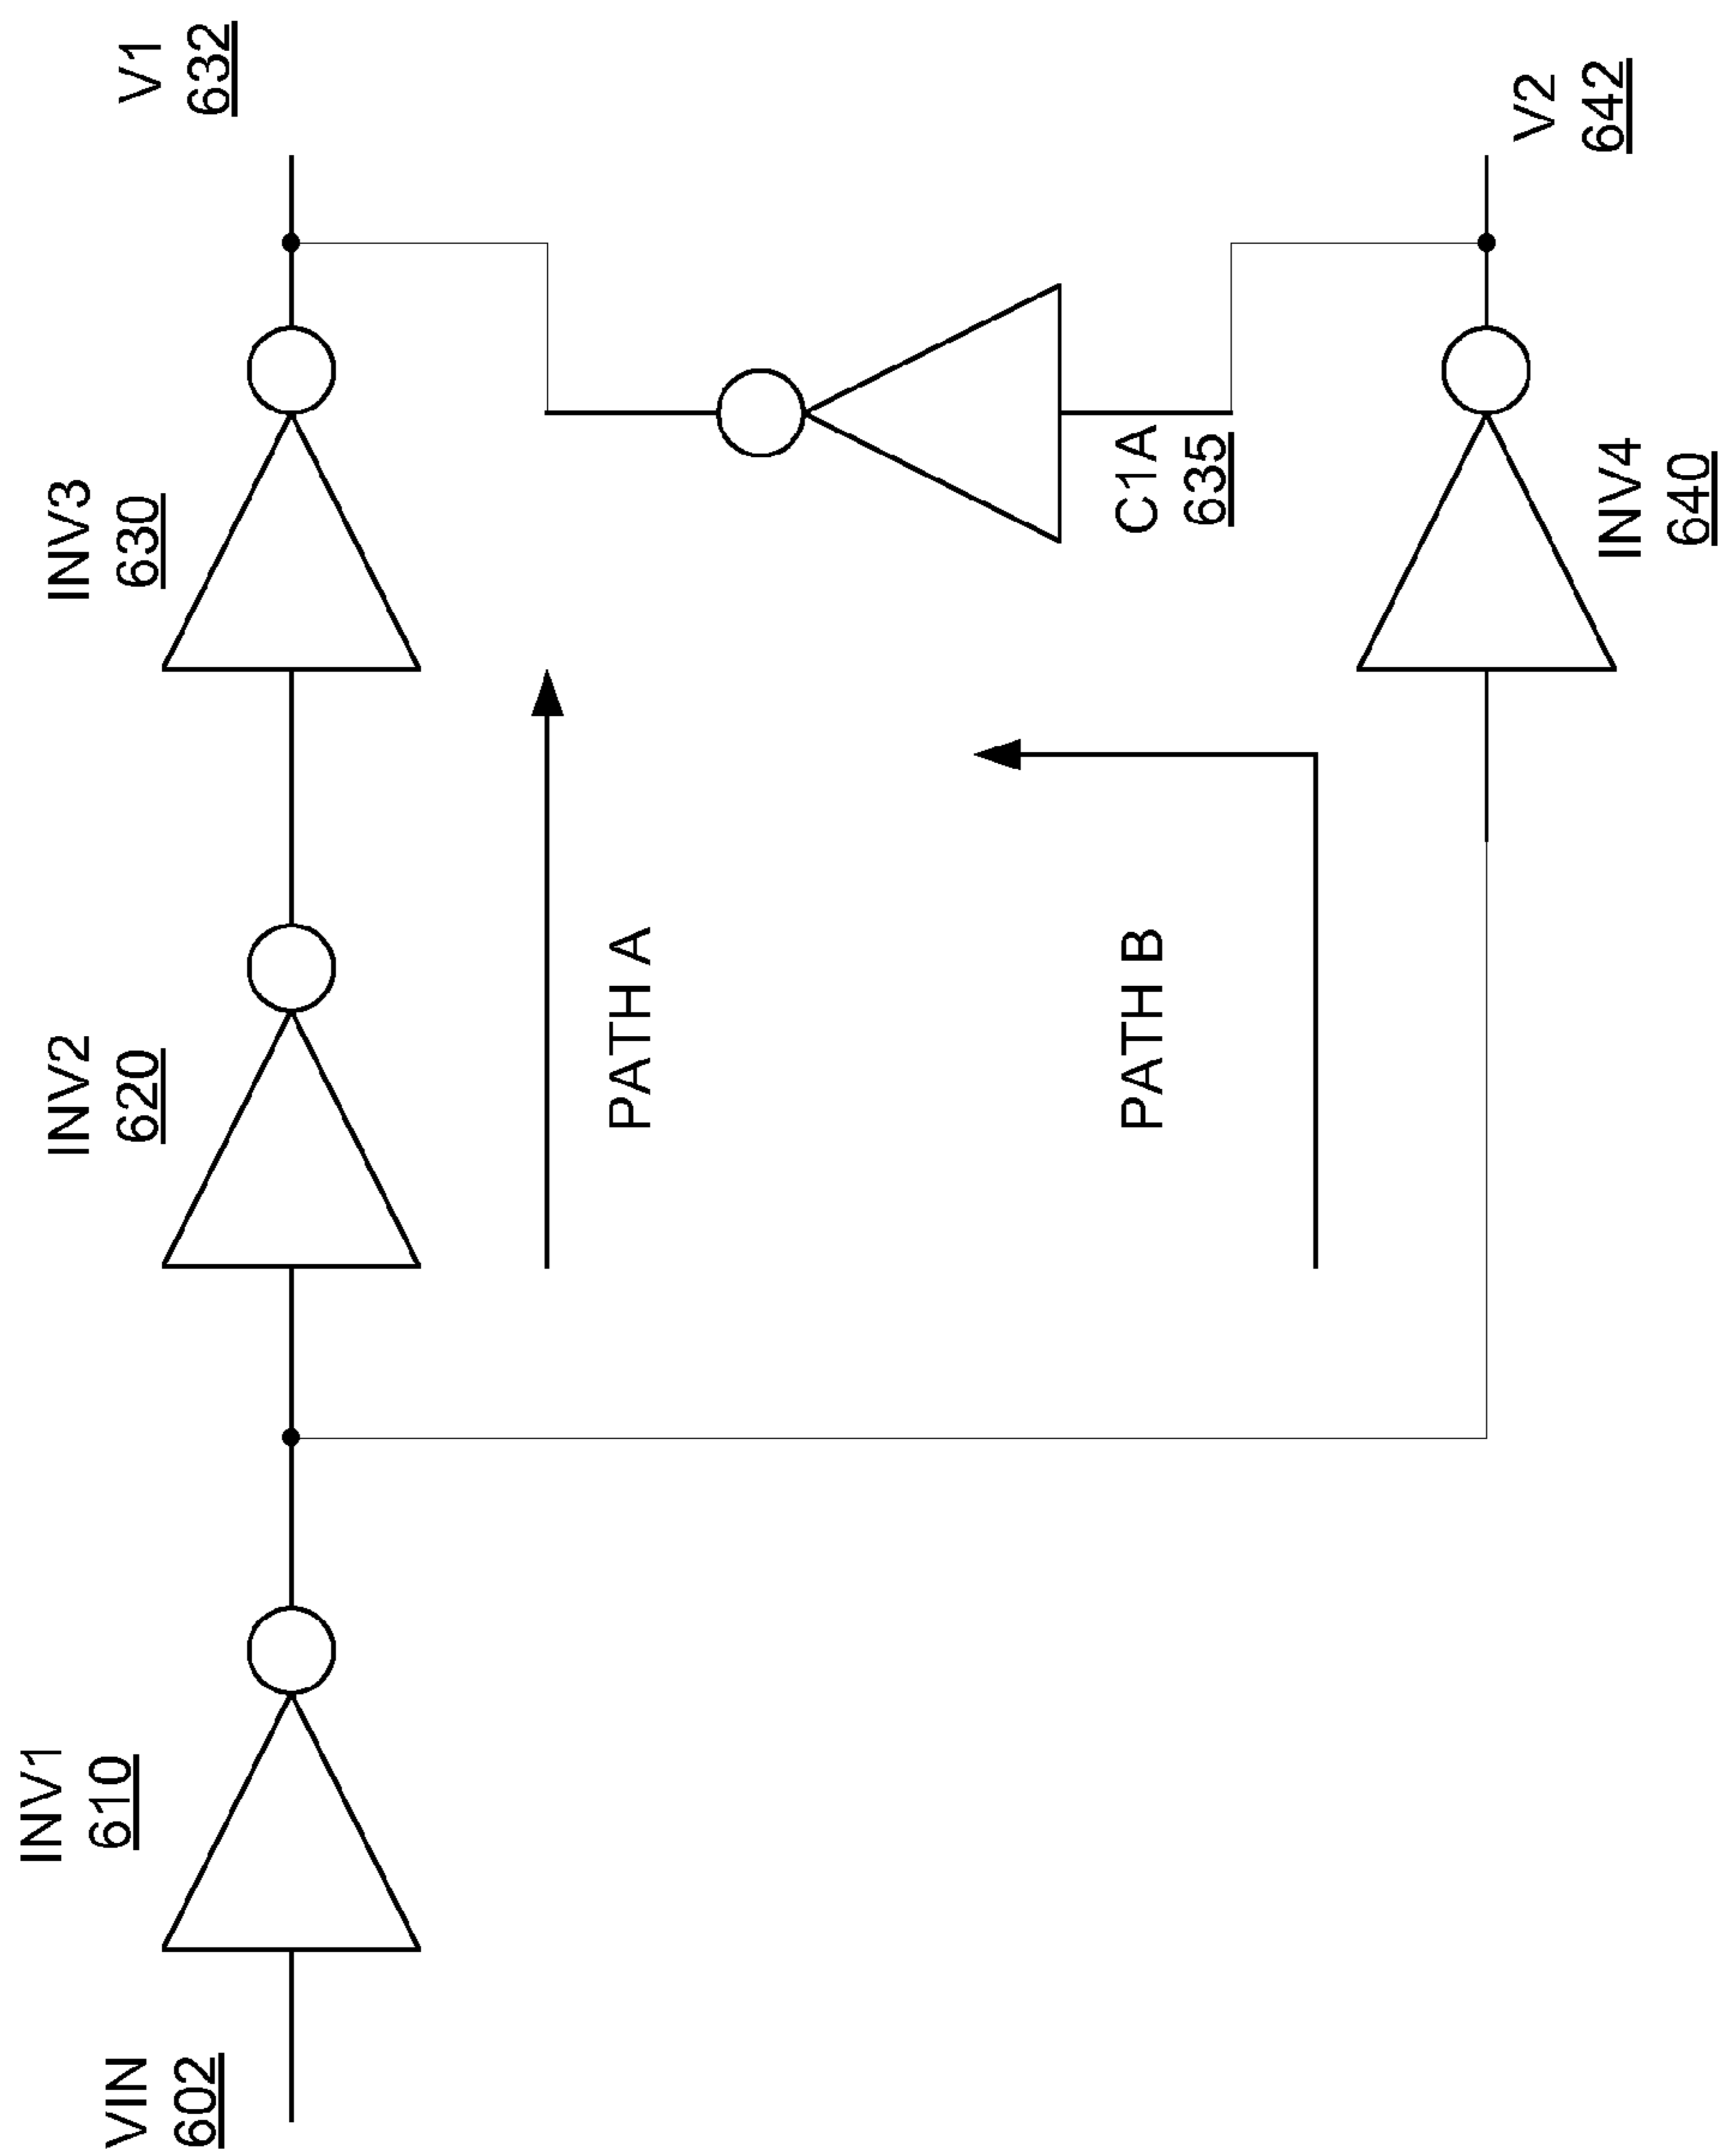 VIN
602
INV1
610
INV2
620
INV3
630
V1
632
PATH A
PATH B
C1A
635
INV4
640
V2
642